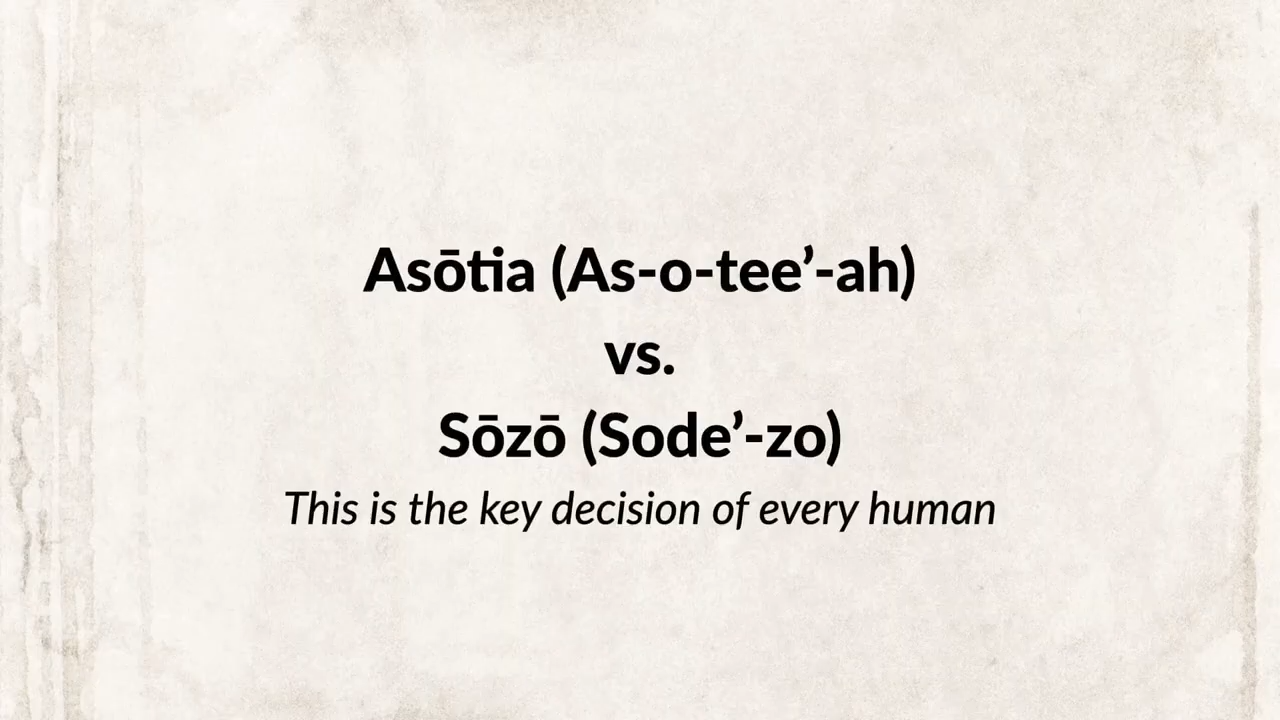 Asōtia (As-o-tee’-ah)
vs.
Sōzō (Sode’-zo)
This is the key decision of every human